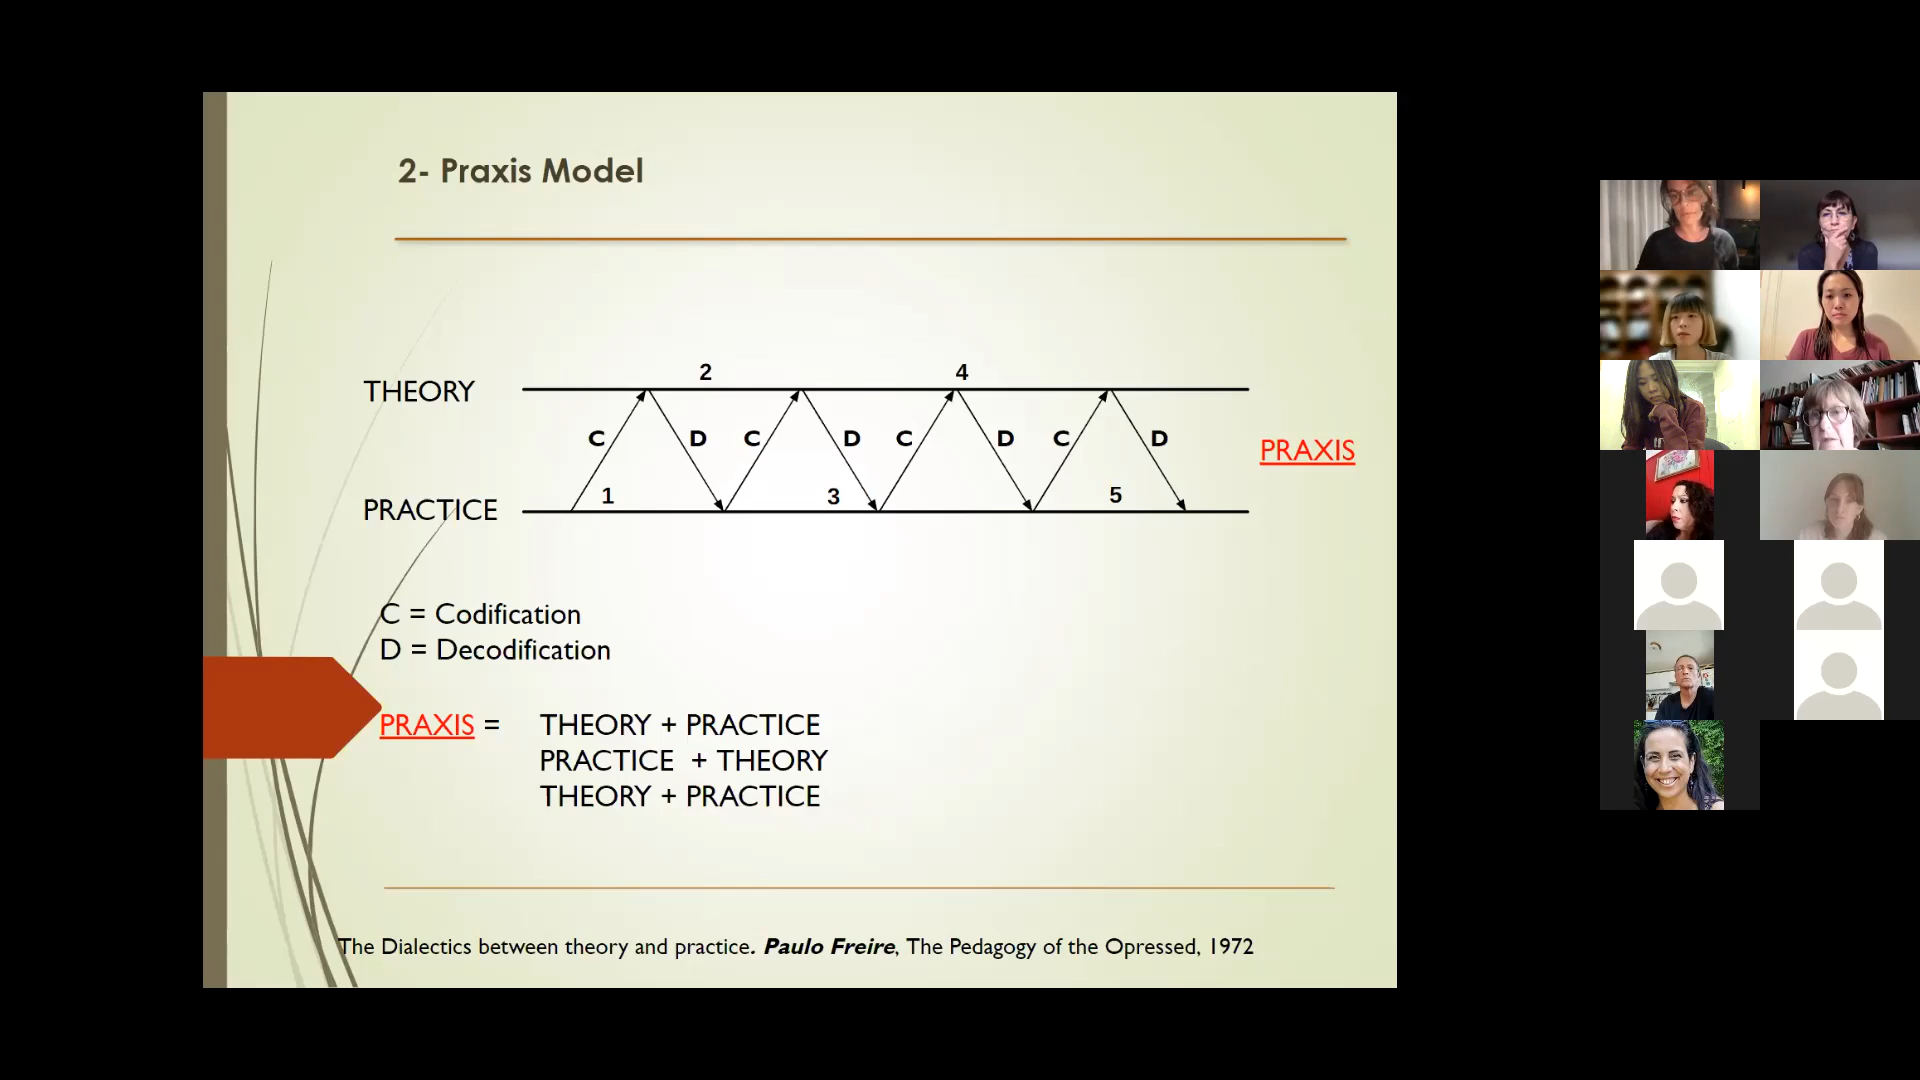 2- Praxis Model
2 4
THEORY
C D C D C D C D
PRAXIS
1 3 5
PRACTICE
C = Codification
D = Decodification
PRAXIS = THEORY + PRACTICE
PRACTICE + THEORY
THEORY + PRACTICE
The Dialectics between theory and practice. Paulo Freire, The Pedagogy of the Opressed, 1972